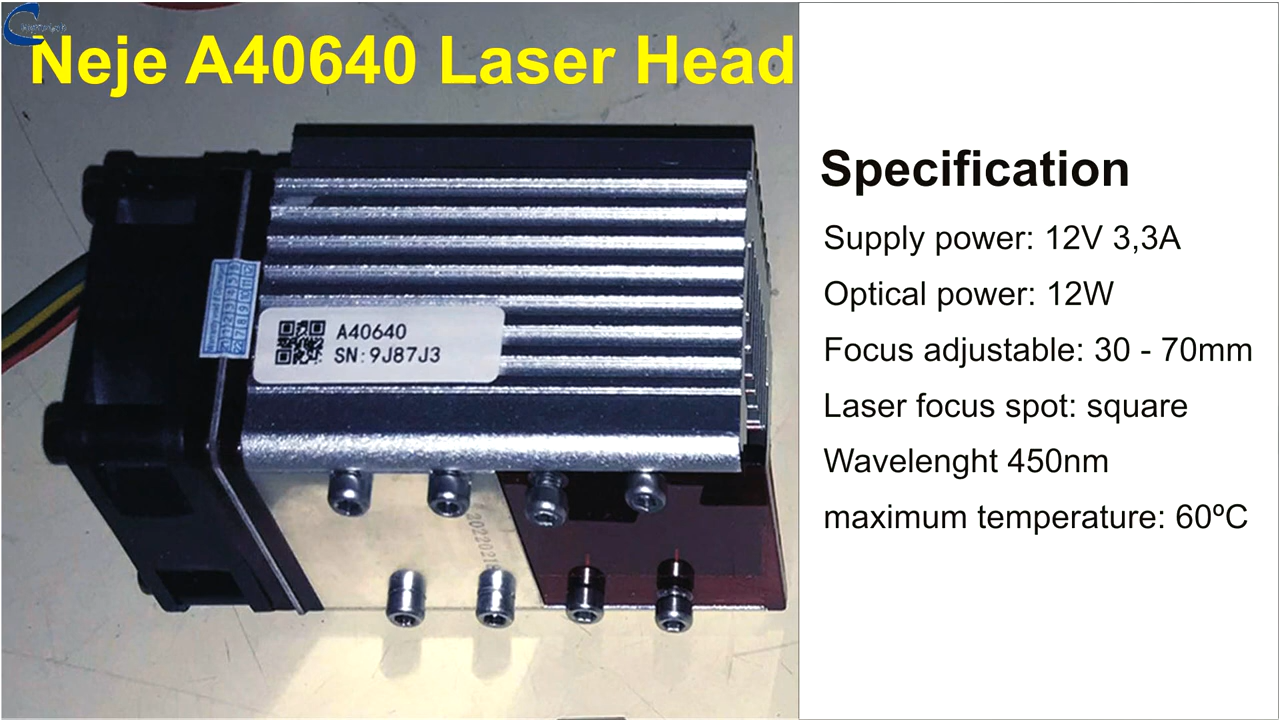 Neje A40640 Laser Head
A40640
SN: 9J87J3
Specification
Supply power: 12V 3,3A
Optical power: 12W
Focus adjustable: 30 - 70mm
Laser focus spot: square
Wavelenght 450nm
maximum temperature: 60ºC